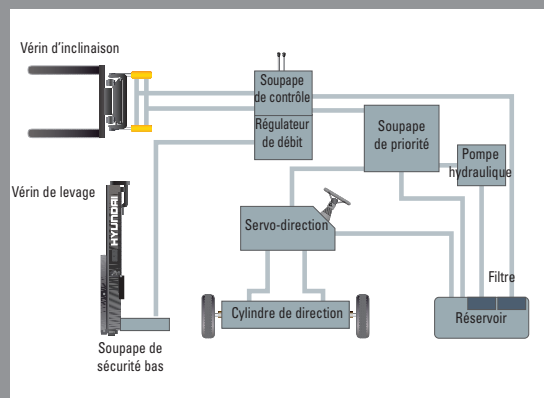 Vérin d'inclinaison
Soupape
de contrôle
Régulateur
de débit
Soupape
de priorité
Pompe
hydraulique
Vérin de levage
HYUNDAI
Servo-direction
Filtre
Cylindre de direction
Réservoir
Soupape de
sécurité bas